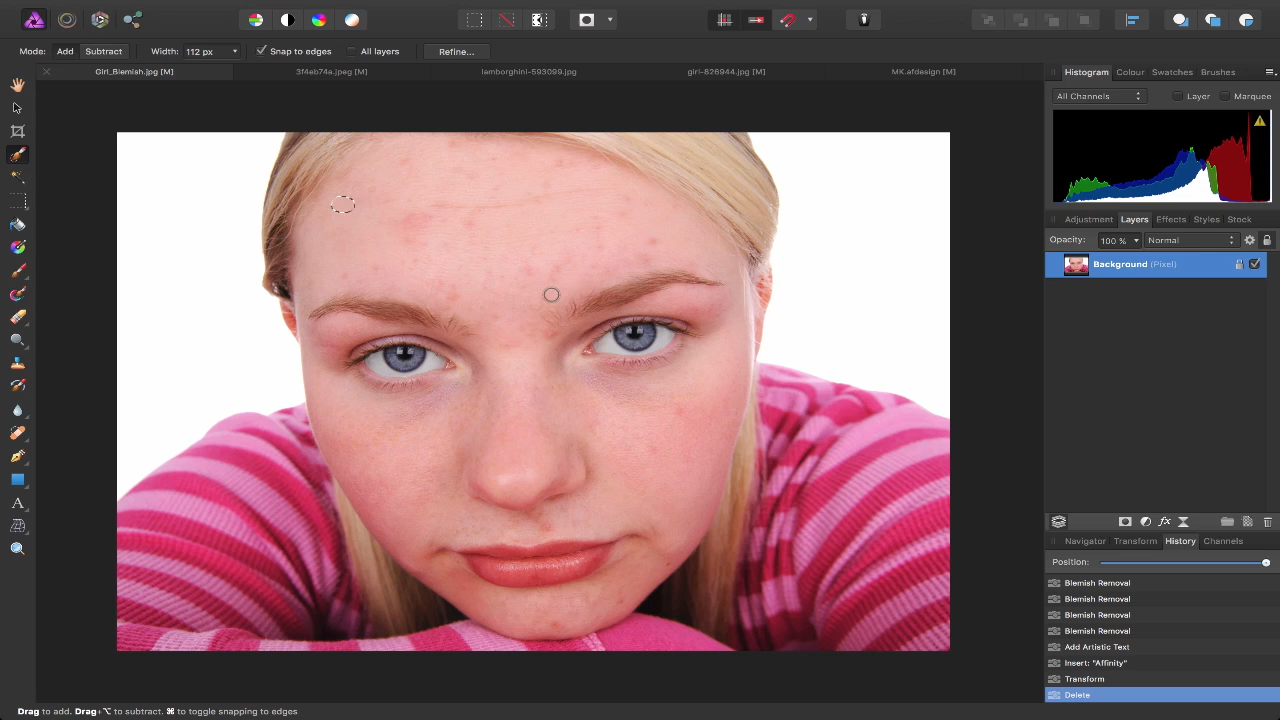 Mode: Add Subtract Width: 112 px Snap to edges All layers Refine...
Girl_Blemish.jpg [M] 3f4eb74a.jpeg [M] lamborghini-593099.jpg girl-826944.jpg [M] MK.afdesign [M]
Histogram Colour Swatches Brushes
All Channels Layer Marquee
Adjustment Layers Effects Styles Stock
Opacity: 100 % Normal
Background (Pixel)
fx
Navigator Transform History Channels
Position:
Blemish Removal
Blemish Removal
Blemish Removal
Blemish Removal
Add Artistic Text
Insert: "Affinity"
Transform
Delete
A
Drag to add. Drag+⌥ to subtract. ⌘ to toggle snapping to edges